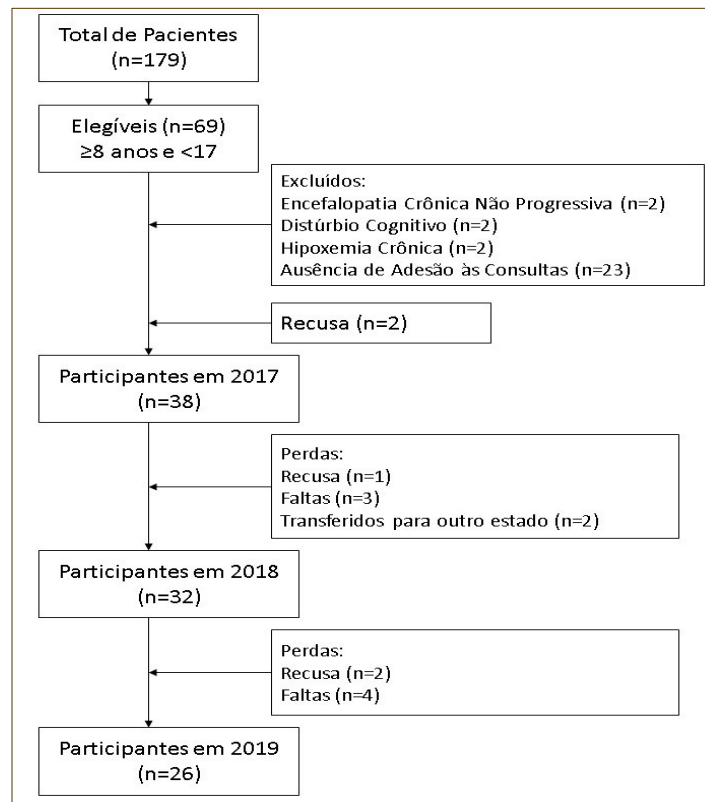 Total de Pacientes
(n=179)
Elegíveis (n=69)
≥8 anos e <17
Excluídos:
Encefalopatia Crônica Não Progressiva (n=2)
Distúrbio Cognitivo (n=2)
Hipoxemia Crônica (n=2)
Ausência de Adesão às Consultas (n=23)
Recusa (n=2)
Participantes em 2017
(n=38)
Perdas:
Recusa (n=1)
Faltas (n=3)
Transferidos para outro estado (n=2)
Participantes em 2018
(n=32)
Perdas:
Recusa (n=2)
Faltas (n=4)
Participantes em 2019
(n=26)